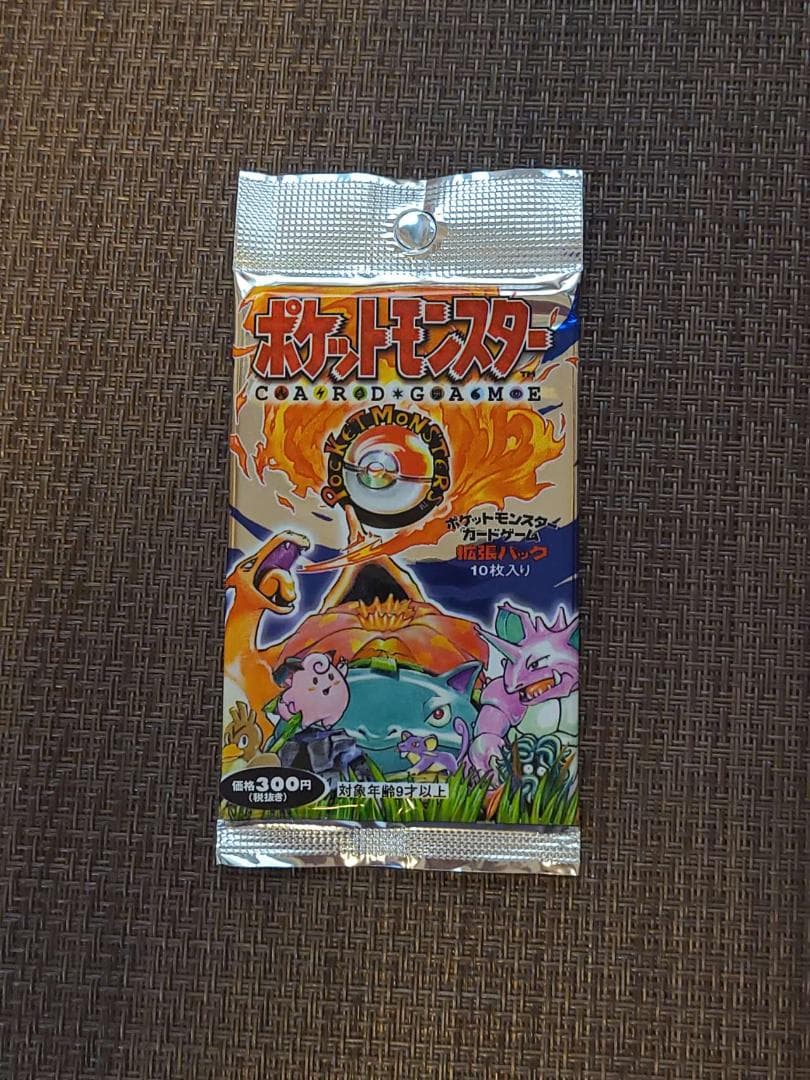 ポケットモンスター™
CARD*GAME
POCKET MONSTERS
ポケットモンスター
カードゲーム
拡張パック
10枚入り
価格300円
(税抜き)
対象年齢9才以上